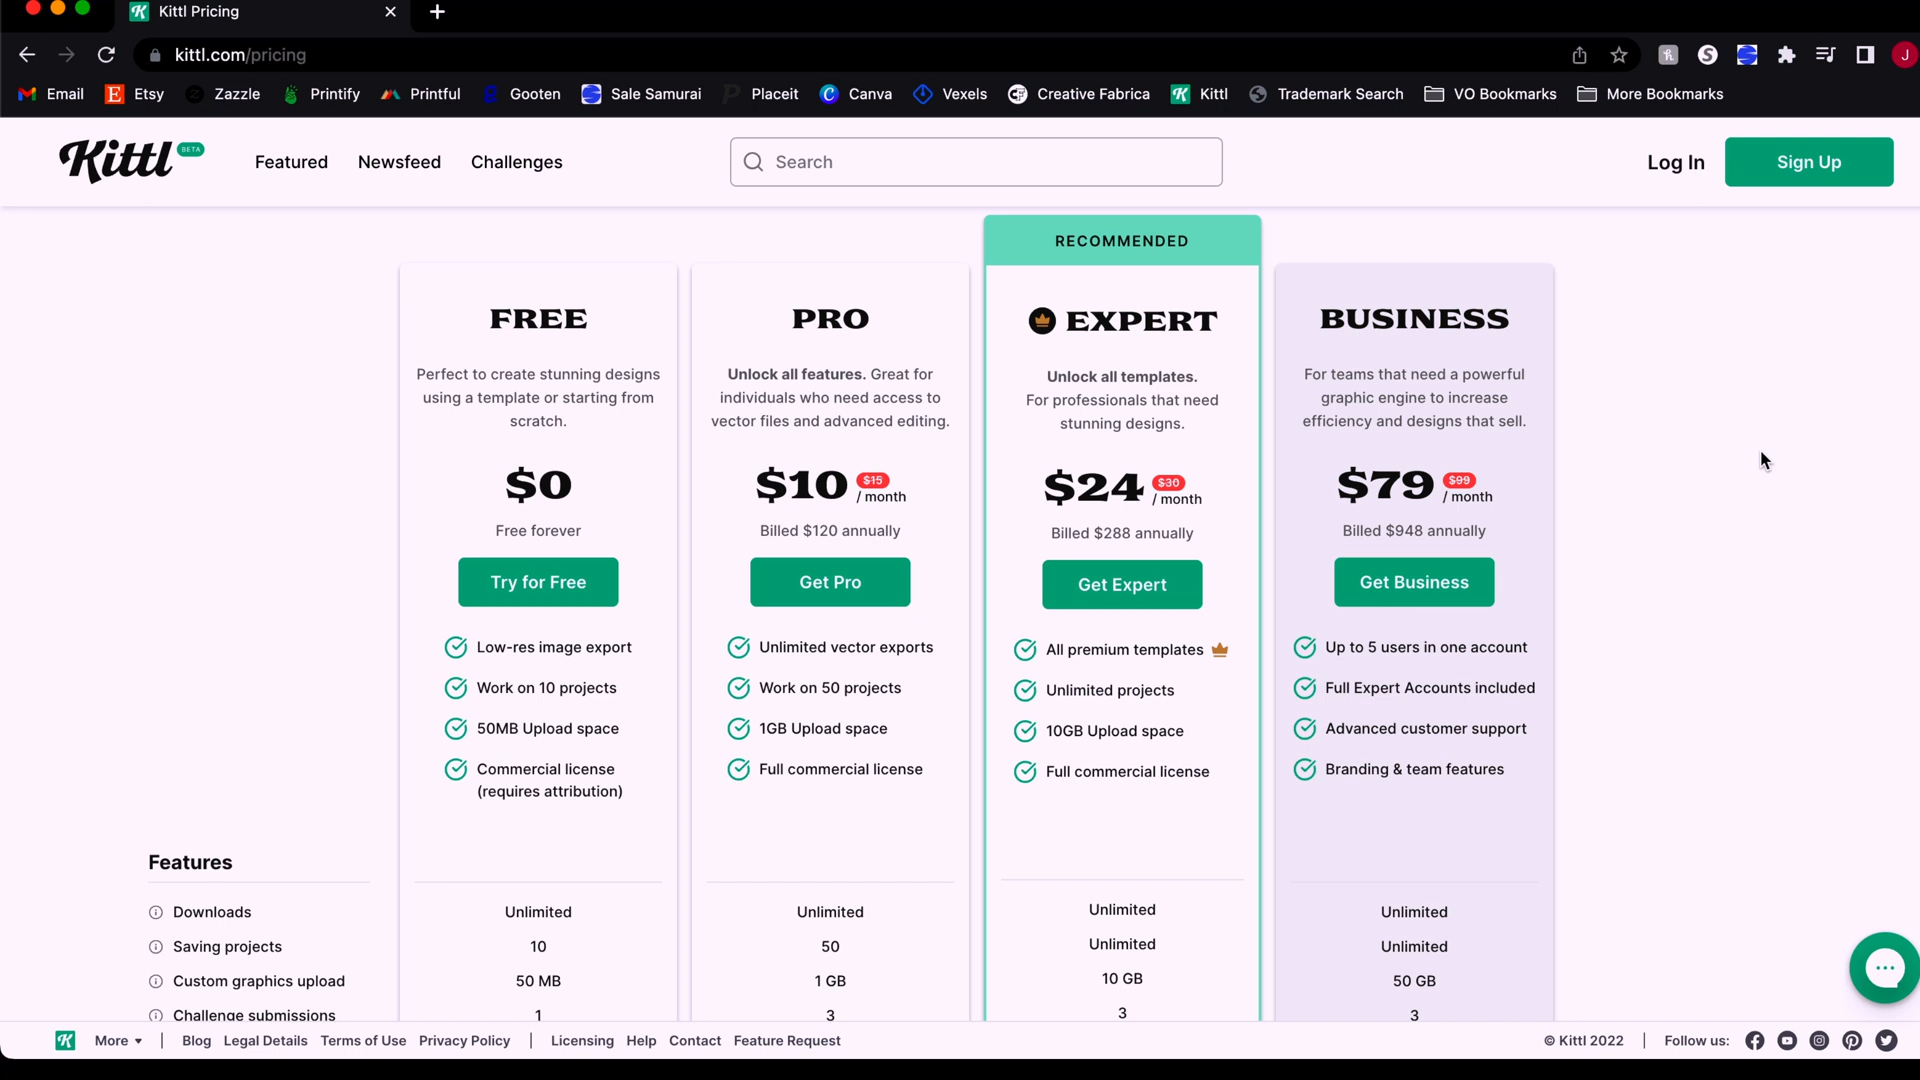 Kittl Pricing
kittl.com/pricing
J
Email Etsy Zazzle Printify Printful Gooten Sale Samurai Placeit Canva Vexels Creative Fabrica Kittl Trademark Search VO Bookmarks More Bookmarks
Kittl BETA
Featured Newsfeed Challenges
Search
Log In
Sign Up
RECOMMENDED
FREE
Perfect to create stunning designs
using a template or starting from
scratch.
$0
Free forever
Try for Free
Low-res image export
Work on 10 projects
50MB Upload space
Commercial license
(requires attribution)
PRO
Unlock all features. Great for
individuals who need access to
vector files and advanced editing.
$10 $15
/ month
Billed $120 annually
Get Pro
Unlimited vector exports
Work on 50 projects
1GB Upload space
Full commercial license
EXPERT
Unlock all templates.
For professionals that need
stunning designs.
$24 $30
/ month
Billed $288 annually
Get Expert
All premium templates
Unlimited projects
10GB Upload space
Full commercial license
BUSINESS
For teams that need a powerful
graphic engine to increase
efficiency and designs that sell.
$79 $99
/ month
Billed $948 annually
Get Business
Up to 5 users in one account
Full Expert Accounts included
Advanced customer support
Branding & team features
Features
Downloads Unlimited Unlimited Unlimited Unlimited
Saving projects 10 50 Unlimited Unlimited
Custom graphics upload 50 MB 1 GB 10 GB 50 GB
Challenge submissions 1 3 3 3
More | Blog Legal Details Terms of Use Privacy Policy | Licensing Help Contact Feature Request © Kittl 2022 | Follow us: